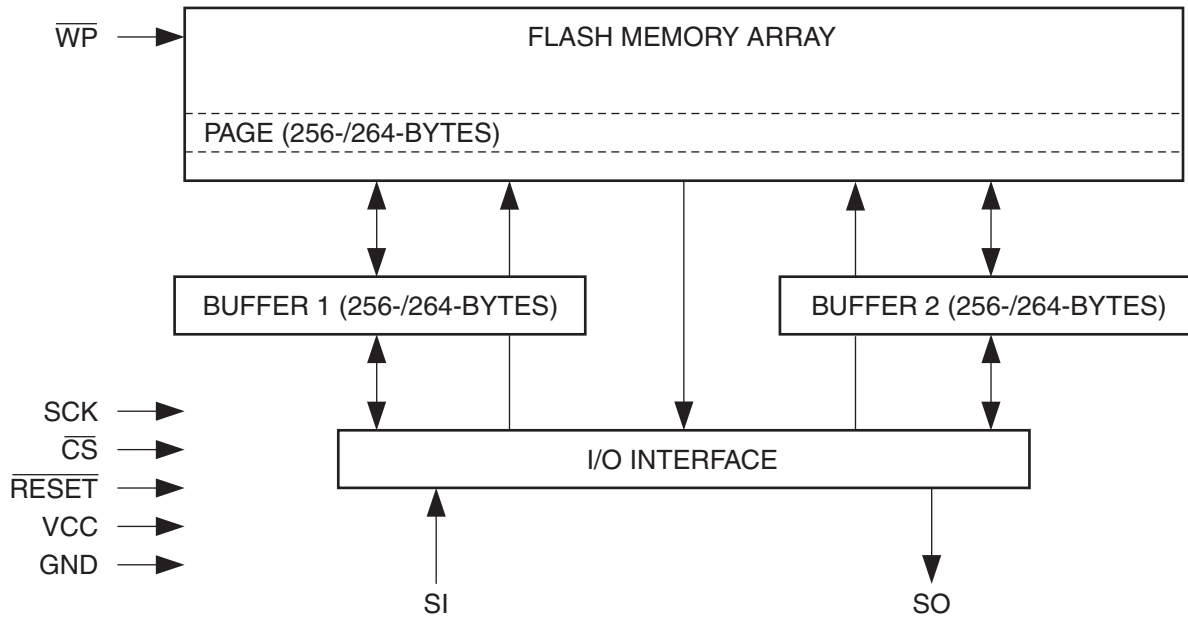 WP
FLASH MEMORY ARRAY
PAGE (256-/264-BYTES)
BUFFER 1 (256-/264-BYTES)
BUFFER 2 (256-/264-BYTES)
SCK
CS
RESET
VCC
GND
I/O INTERFACE
SI
SO